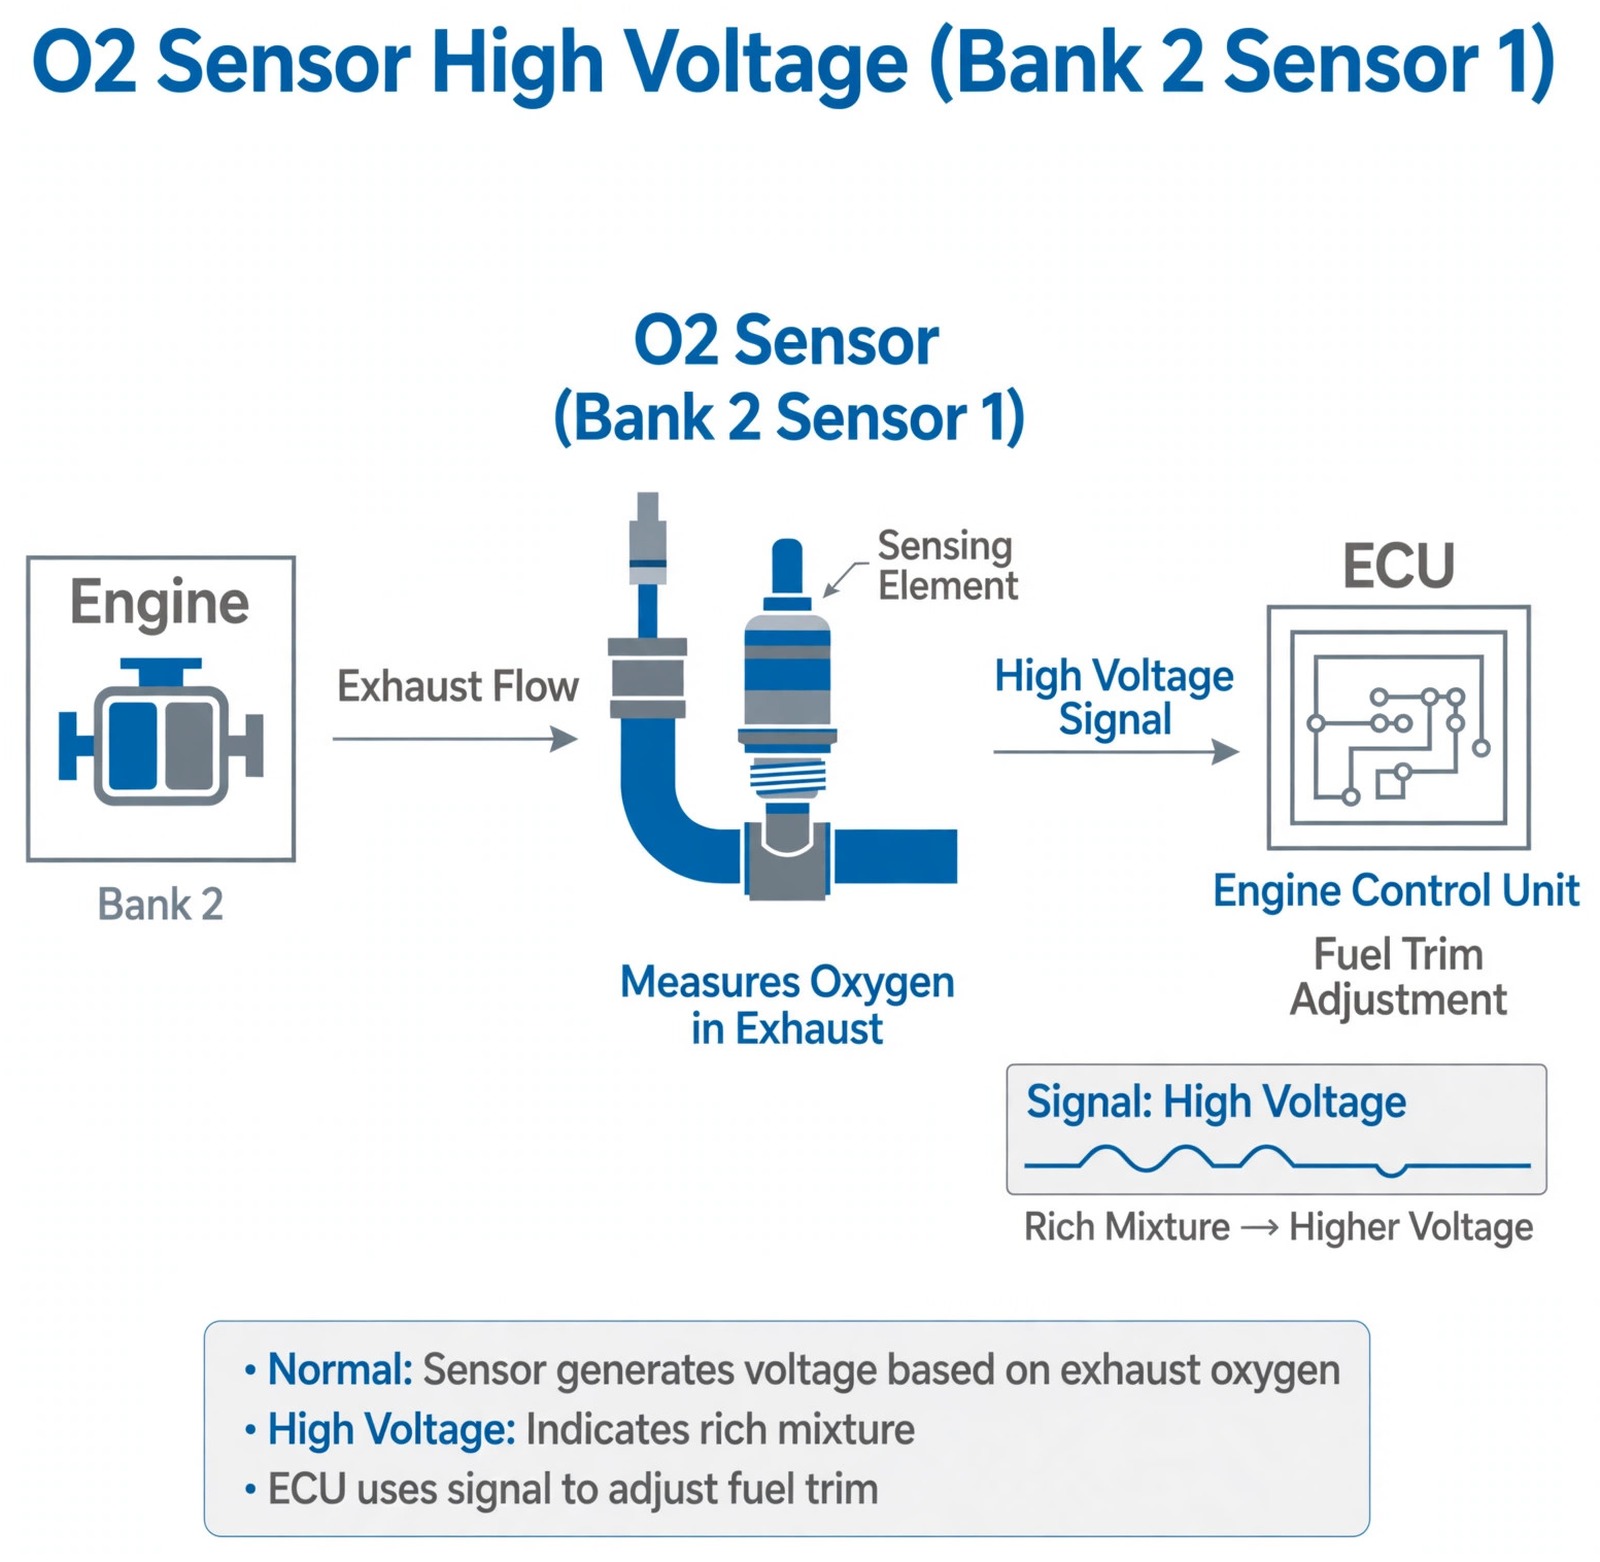 O2 Sensor High Voltage (Bank 2 Sensor 1)
O2 Sensor
(Bank 2 Sensor 1)
Engine
Bank 2
Exhaust Flow
Sensing
Element
Measures Oxygen
in Exhaust
High Voltage
Signal
ECU
Engine Control Unit
Fuel Trim
Adjustment
Signal: High Voltage
Rich Mixture → Higher Voltage
• Normal: Sensor generates voltage based on exhaust oxygen
• High Voltage: Indicates rich mixture
• ECU uses signal to adjust fuel trim